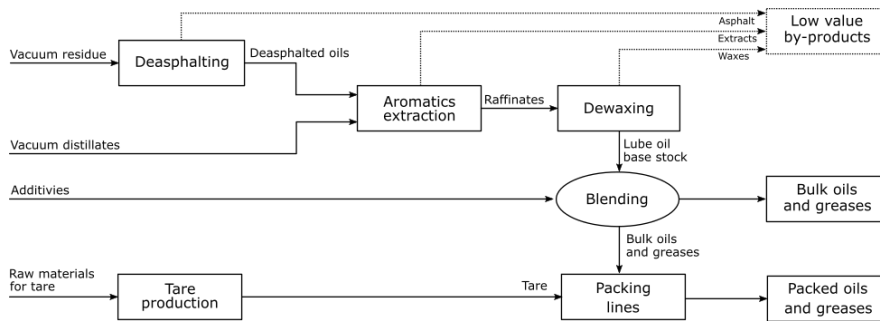 Asphalt
Low value
by-products
Extracts
Waxes
Vacuum residue
Deasphalting
Deasphalted oils
Aromatics
extraction
Raffinates
Dewaxing
Vacuum distillates
Lube oil
base stock
Additivies
Blending
Bulk oils
and greases
Bulk oils
and greases
Raw materials
for tare
Tare
production
Tare
Packing
lines
Packed oils
and greases